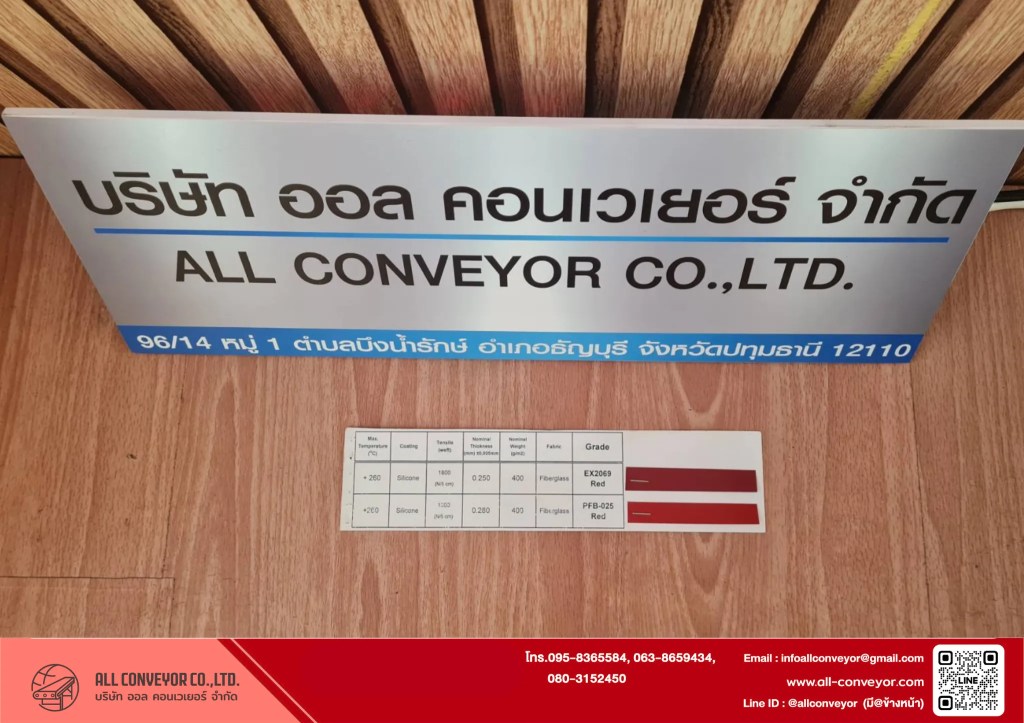 บริษัท ออล คอนเวเยอร์ จำกัด
ALL CONVEYOR CO.,LTD.
96/14 หมู่ 1 ตำบลบึงน้ำรักษ์ อำเภอธัญบุรี จังหวัดปทุมธานี 12110
Max. Temperature (°C) Coating Tensile Nominal Thickness Nominal Weight Fabric Grade
+ 260 Silicone 1800 0.250 400 Fiberglass EX2069 Red
+260 Silicone 0.280 400 Fiberglass PFB-025 Red
ALL CONVEYOR CO.,LTD.
บริษัท ออล คอนเวเยอร์ จำกัด
โทร.095-8365584, 063-8659434,
080-3152450
Email : infoallconveyor@gmail.com
www.all-conveyor.com
Line ID : @allconveyor (มี@ข้างหน้า)
LINE